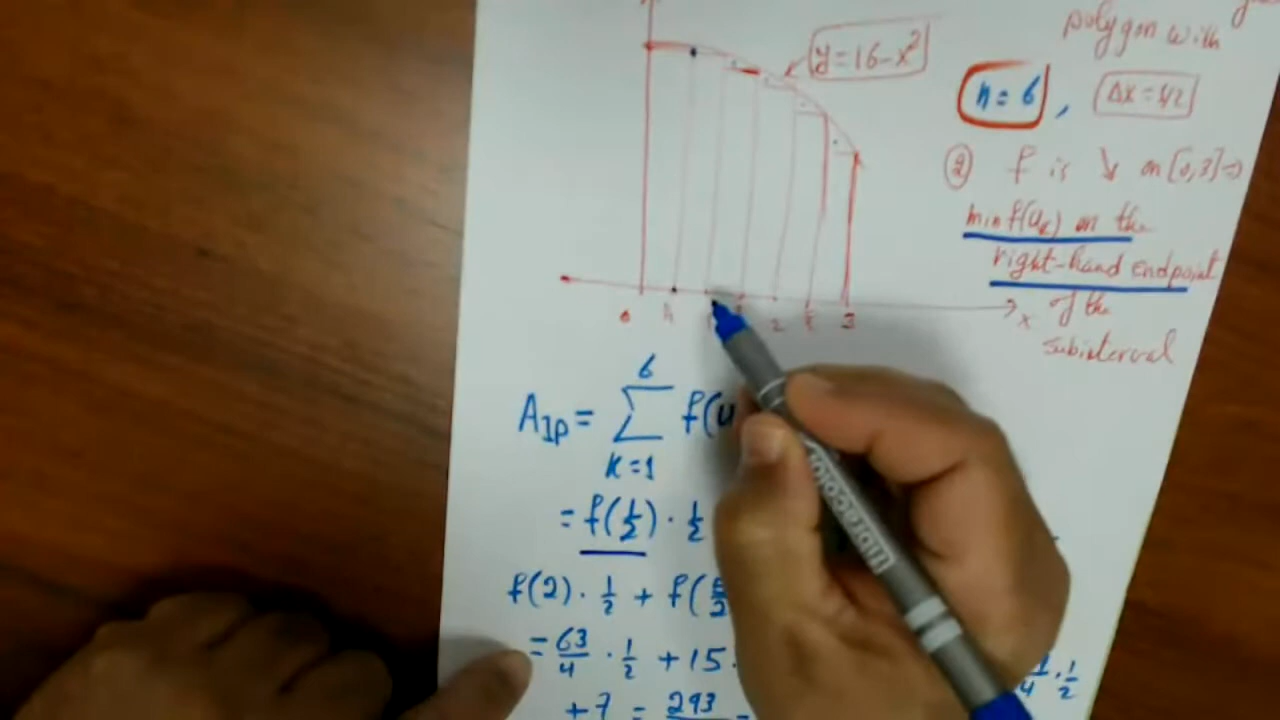 polygon with
y = 16 - x²
n = 6 , Δx = 1/2
② f is ↘ on [0,3] ⇒
min f(uₖ) on the
right-hand endpoint
of the
subinterval
x
0 1/2 1 2 3
6
A_IP = Σ f(u
K = 1
= f(1/2) · 1/2
f(2) · 1/2 + f(5/2
= 63/4 · 1/2 + 15 · 1/2
+ 7 = 293
fibracolor